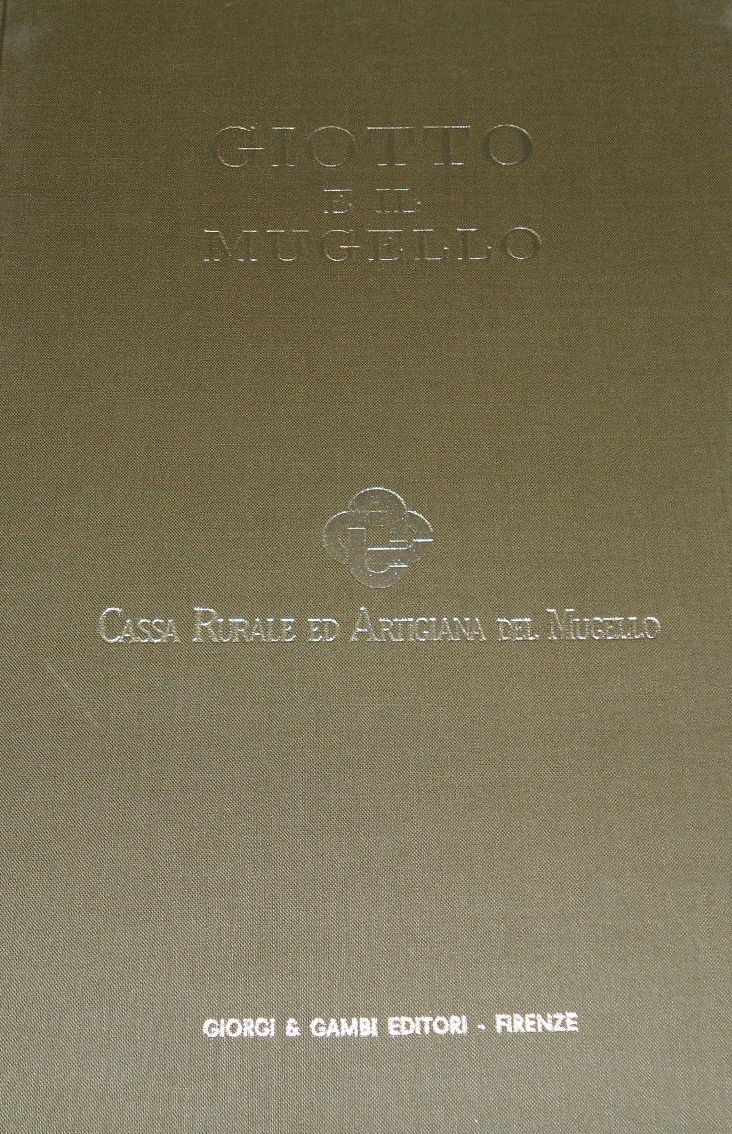 GIOTTO
E IL
MUGELLO
CASSA RURALE ED ARTIGIANA DEL MUGELLO
GIORGI & GAMBI EDITORI - FIRENZE